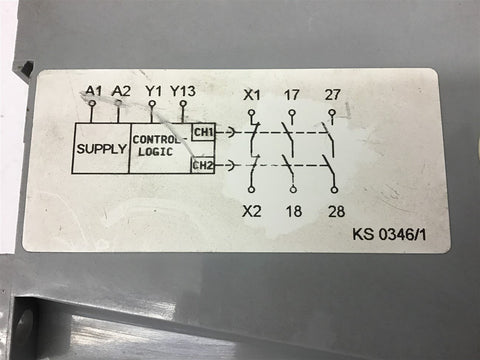 A1 A2 Y1 Y13 X1 17 27
CH1
SUPPLY CONTROL-
LOGIC
CH2
X2 18 28
KS 0346/1